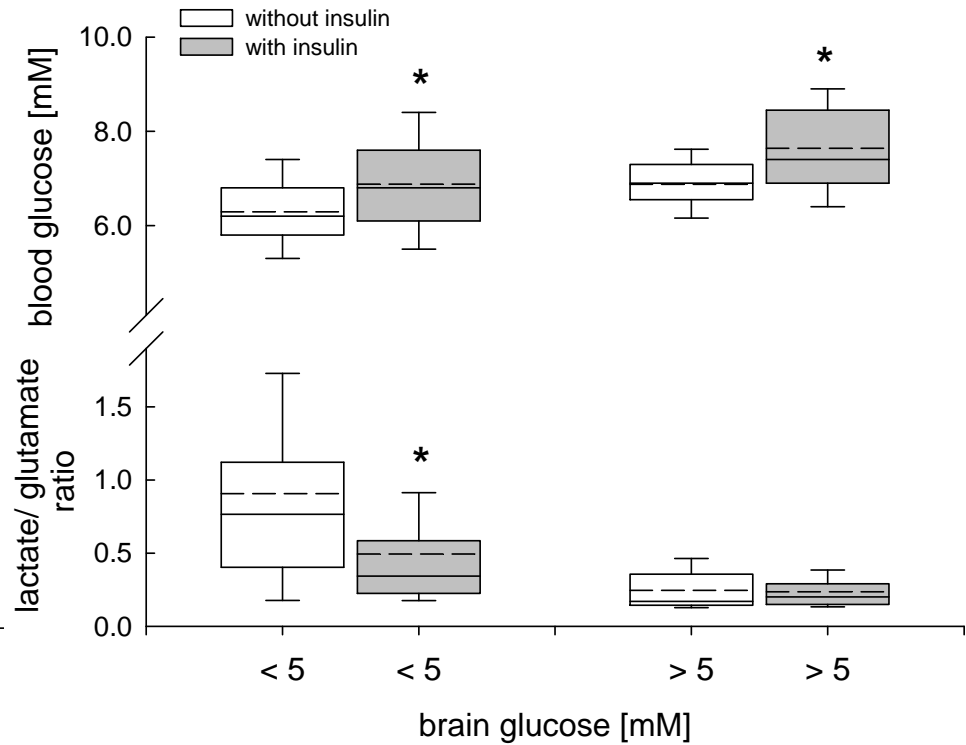 without insulin
with insulin
blood glucose [mM]
10.0
8.0
6.0
*
*
lactate/ glutamate
ratio
1.5
1.0
0.5
0.0
*
< 5
< 5
> 5
> 5
brain glucose [mM]